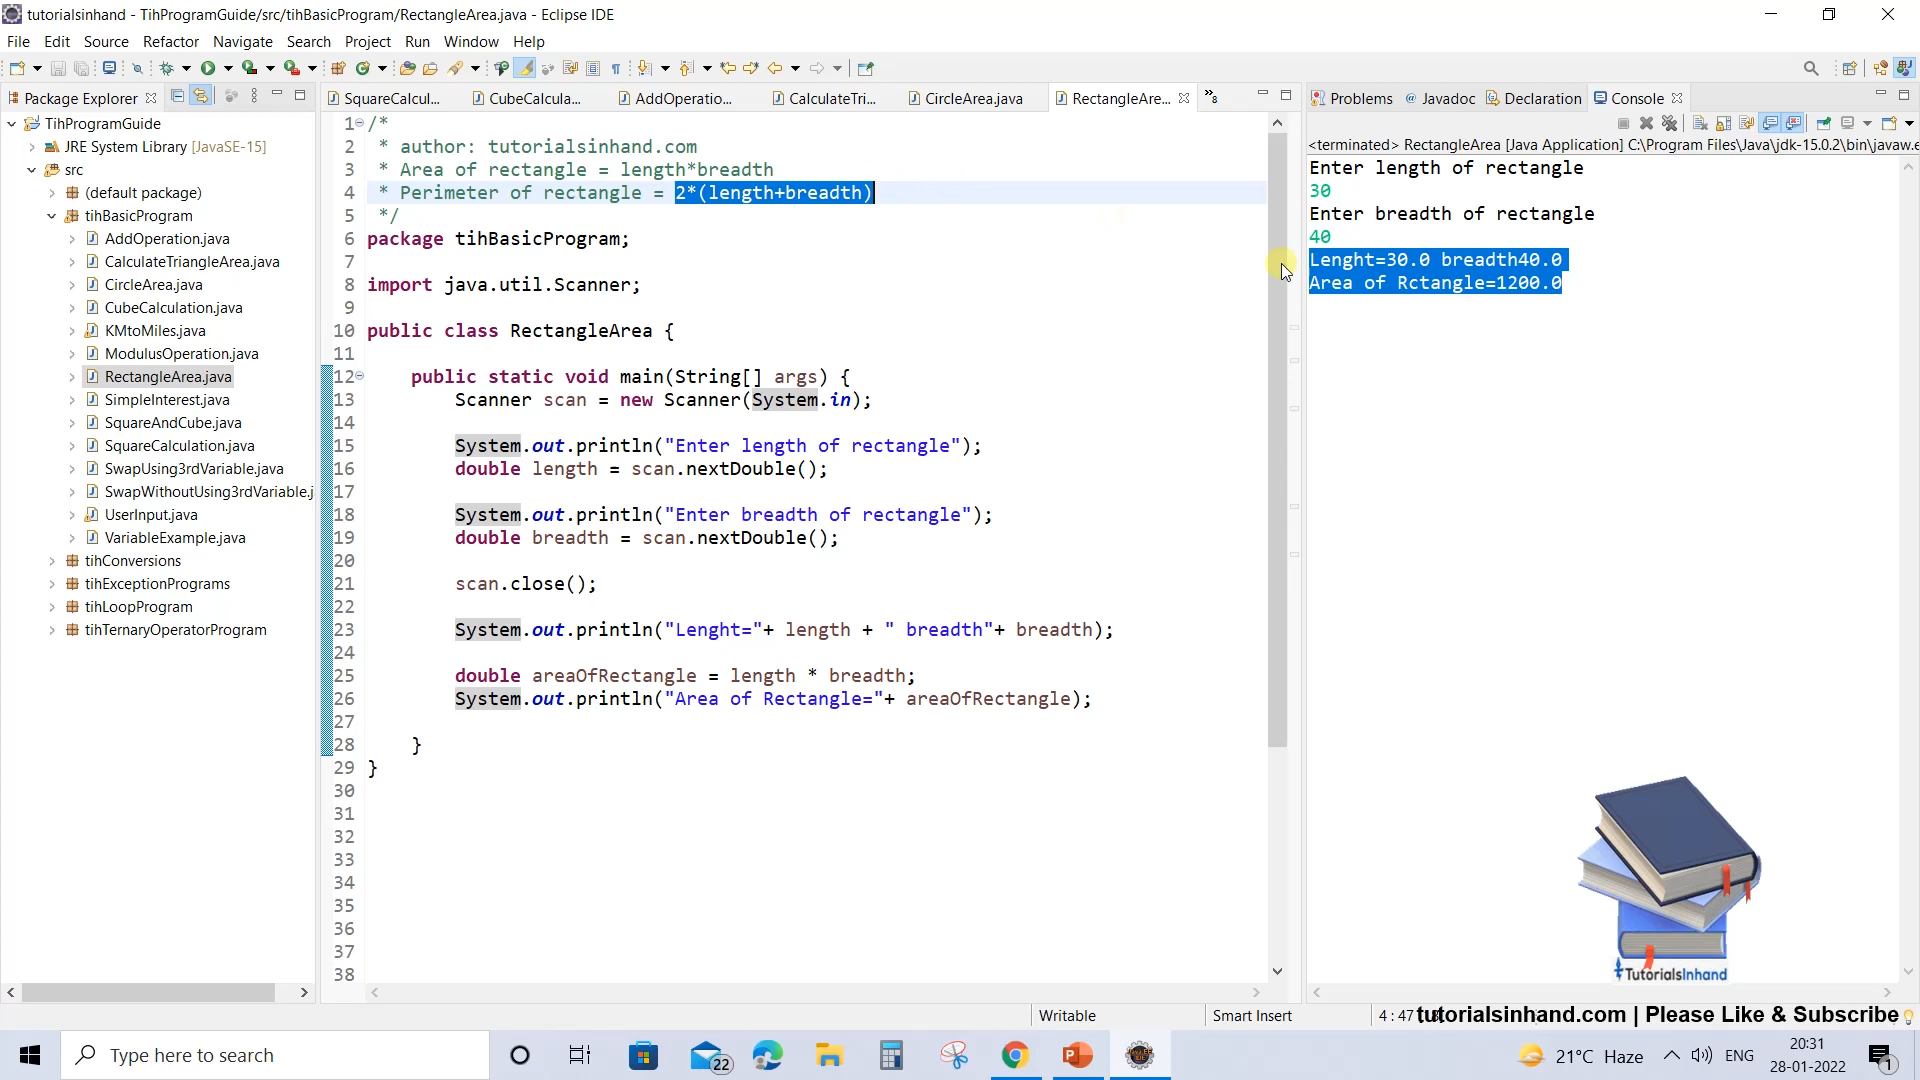 tutorialsinhand - TihProgramGuide/src/tihBasicProgram/RectangleArea.java - Eclipse IDE
File Edit Source Refactor Navigate Search Project Run Window Help
Package Explorer
TihProgramGuide
JRE System Library [JavaSE-15]
src
(default package)
tihBasicProgram
AddOperation.java
CalculateTriangleArea.java
CircleArea.java
CubeCalculation.java
KMtoMiles.java
ModulusOperation.java
RectangleArea.java
SimpleInterest.java
SquareAndCube.java
SquareCalculation.java
SwapUsing3rdVariable.java
SwapWithoutUsing3rdVariable.j
UserInput.java
VariableExample.java
tihConversions
tihExceptionPrograms
tihLoopProgram
tihTernaryOperatorProgram
SquareCalcul... CubeCalcula... AddOperatio... CalculateTri... CircleArea.java RectangleAre... »8
1 /*
2 * author: tutorialsinhand.com
3 * Area of rectangle = length*breadth
4 * Perimeter of rectangle = 2*(length+breadth)
5 */
6 package tihBasicProgram;
7
8 import java.util.Scanner;
9
10 public class RectangleArea {
11
12 public static void main(String[] args) {
13 Scanner scan = new Scanner(System.in);
14
15 System.out.println("Enter length of rectangle");
16 double length = scan.nextDouble();
17
18 System.out.println("Enter breadth of rectangle");
19 double breadth = scan.nextDouble();
20
21 scan.close();
22
23 System.out.println("Lenght="+ length + " breadth"+ breadth);
24
25 double areaOfRectangle = length * breadth;
26 System.out.println("Area of Rectangle="+ areaOfRectangle);
27
28 }
29 }
30
31
32
33
34
35
36
37
38
Problems Javadoc Declaration Console
<terminated> RectangleArea [Java Application] C:\Program Files\Java\jdk-15.0.2\bin\javaw.e
Enter length of rectangle
30
Enter breadth of rectangle
40
Lenght=30.0 breadth40.0
Area of Rctangle=1200.0
TutorialsInhand
Writable Smart Insert 4 : 47
tutorialsinhand.com | Please Like & Subscribe
Type here to search
22
21°C Haze
ENG
20:31
28-01-2022
1